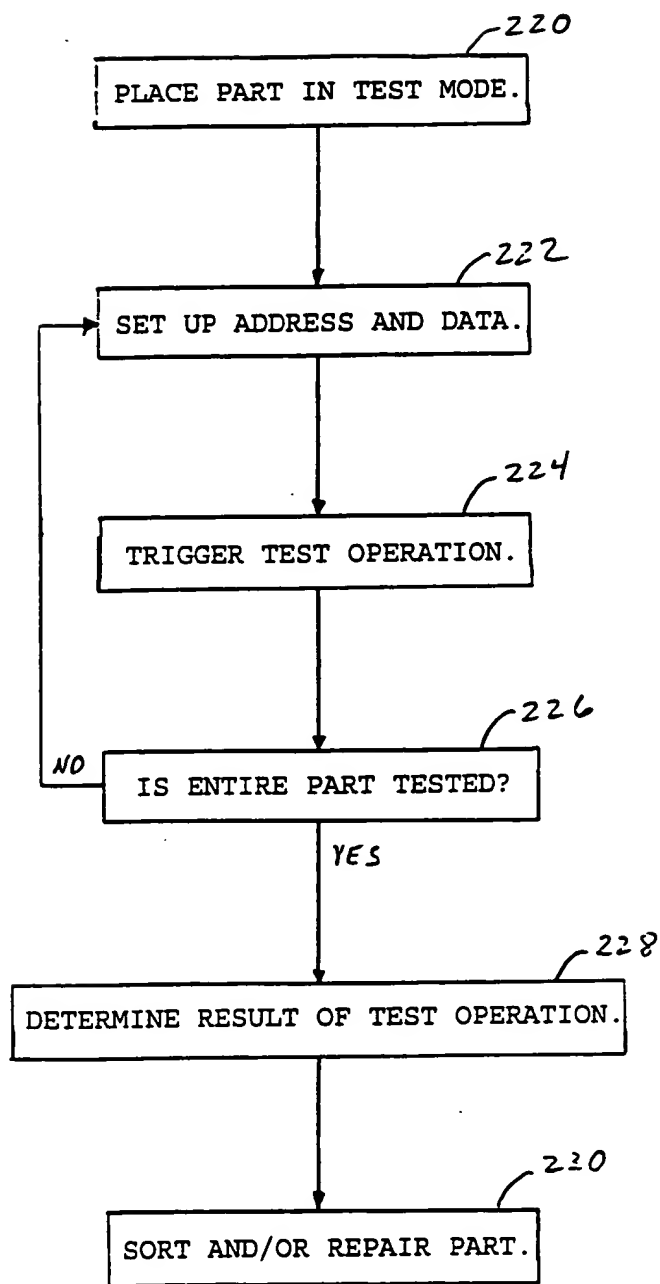 220
PLACE PART IN TEST MODE.
222
SET UP ADDRESS AND DATA.
224
TRIGGER TEST OPERATION.
226
NO
IS ENTIRE PART TESTED?
YES
228
DETERMINE RESULT OF TEST OPERATION.
230
SORT AND/OR REPAIR PART.